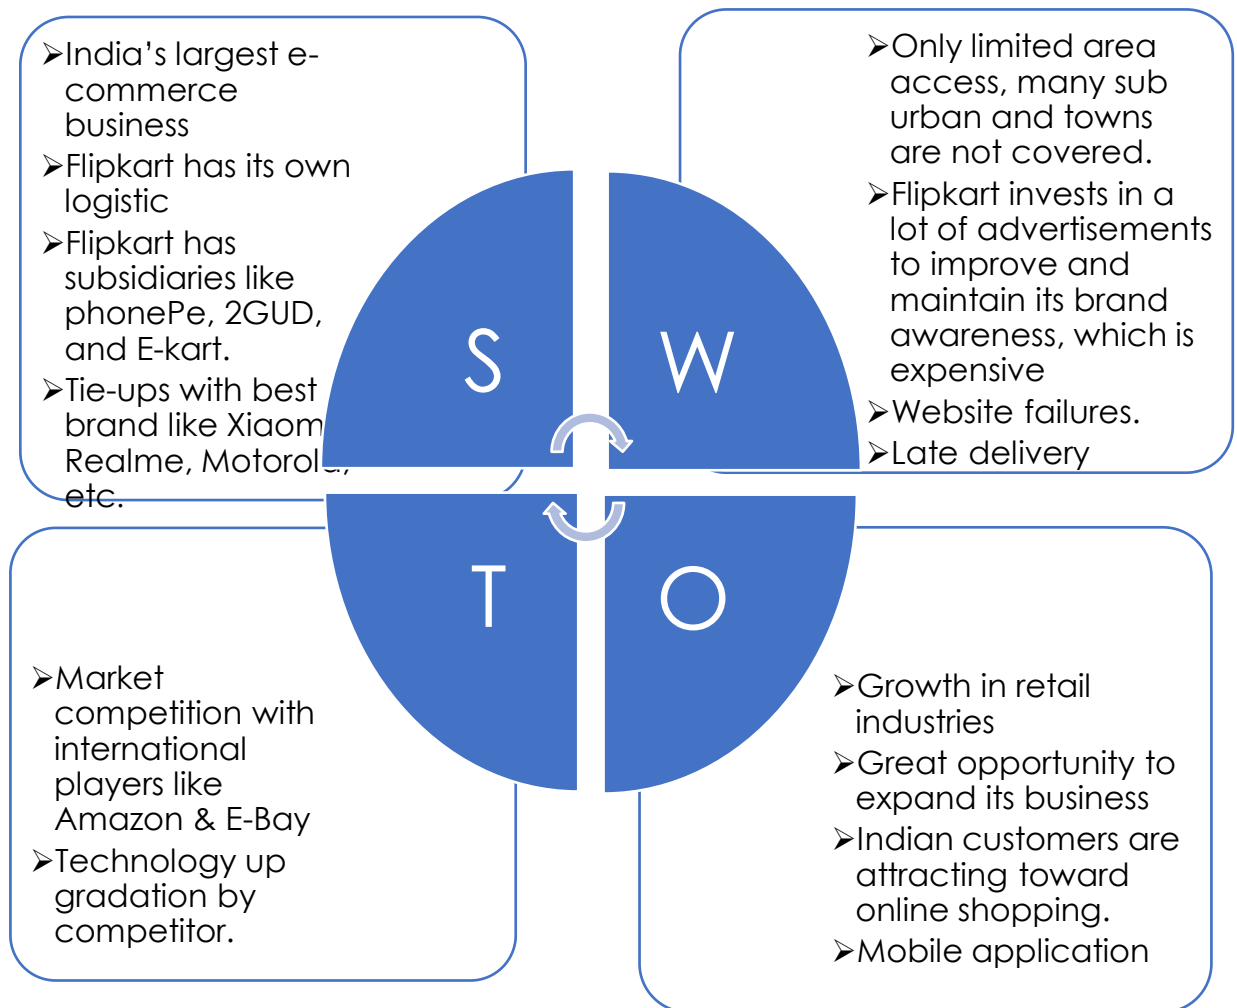 ➢India’s largest e-
commerce
business
➢Flipkart has its own
logistic
➢Flipkart has
subsidiaries like
phonePe, 2GUD,
and E-kart.
➢Tie-ups with best
brand like Xiaom
Realme, Motorola,
etc.
➢Only limited area
access, many sub
urban and towns
are not covered.
➢Flipkart invests in a
lot of advertisements
to improve and
maintain its brand
awareness, which is
expensive
➢Website failures.
➢Late delivery
S
W
T
O
➢Market
competition with
international
players like
Amazon & E-Bay
➢Technology up
gradation by
competitor.
➢Growth in retail
industries
➢Great opportunity to
expand its business
➢Indian customers are
attracting toward
online shopping.
➢Mobile application